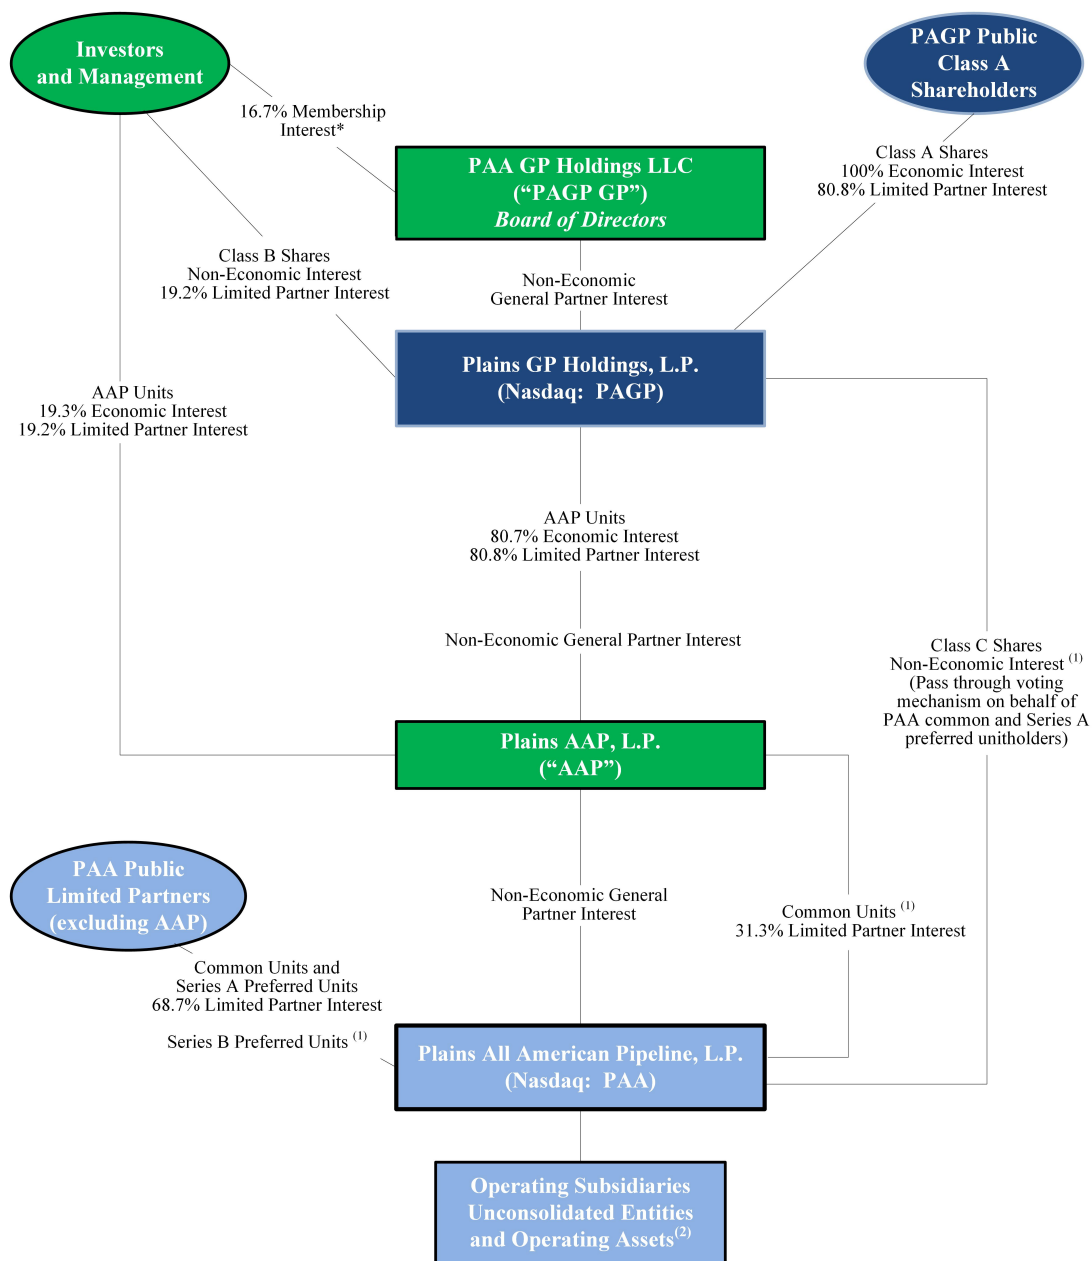 Investors
and Management
PAGP Public
Class A
Shareholders
16.7% Membership
Interest*
PAA GP Holdings LLC
(“PAGP GP”)
Board of Directors
Class A Shares
100% Economic Interest
80.8% Limited Partner Interest
Class B Shares
Non-Economic Interest
19.2% Limited Partner Interest
Non-Economic
General Partner Interest
Plains GP Holdings, L.P.
(Nasdaq:  PAGP)
AAP Units
19.3% Economic Interest
19.2% Limited Partner Interest
AAP Units
80.7% Economic Interest
80.8% Limited Partner Interest
Non-Economic General Partner Interest
Class C Shares
Non-Economic Interest (1)
(Pass through voting
mechanism on behalf of
PAA common and Series A
preferred unitholders)
Plains AAP, L.P.
(“AAP”)
PAA Public
Limited Partners
(excluding AAP)
Non-Economic General
Partner Interest
Common Units (1)
31.3% Limited Partner Interest
Common Units and
Series A Preferred Units
68.7% Limited Partner Interest
Series B Preferred Units (1)
Plains All American Pipeline, L.P.
(Nasdaq:  PAA)
Operating Subsidiaries
Unconsolidated Entities
and Operating Assets(2)